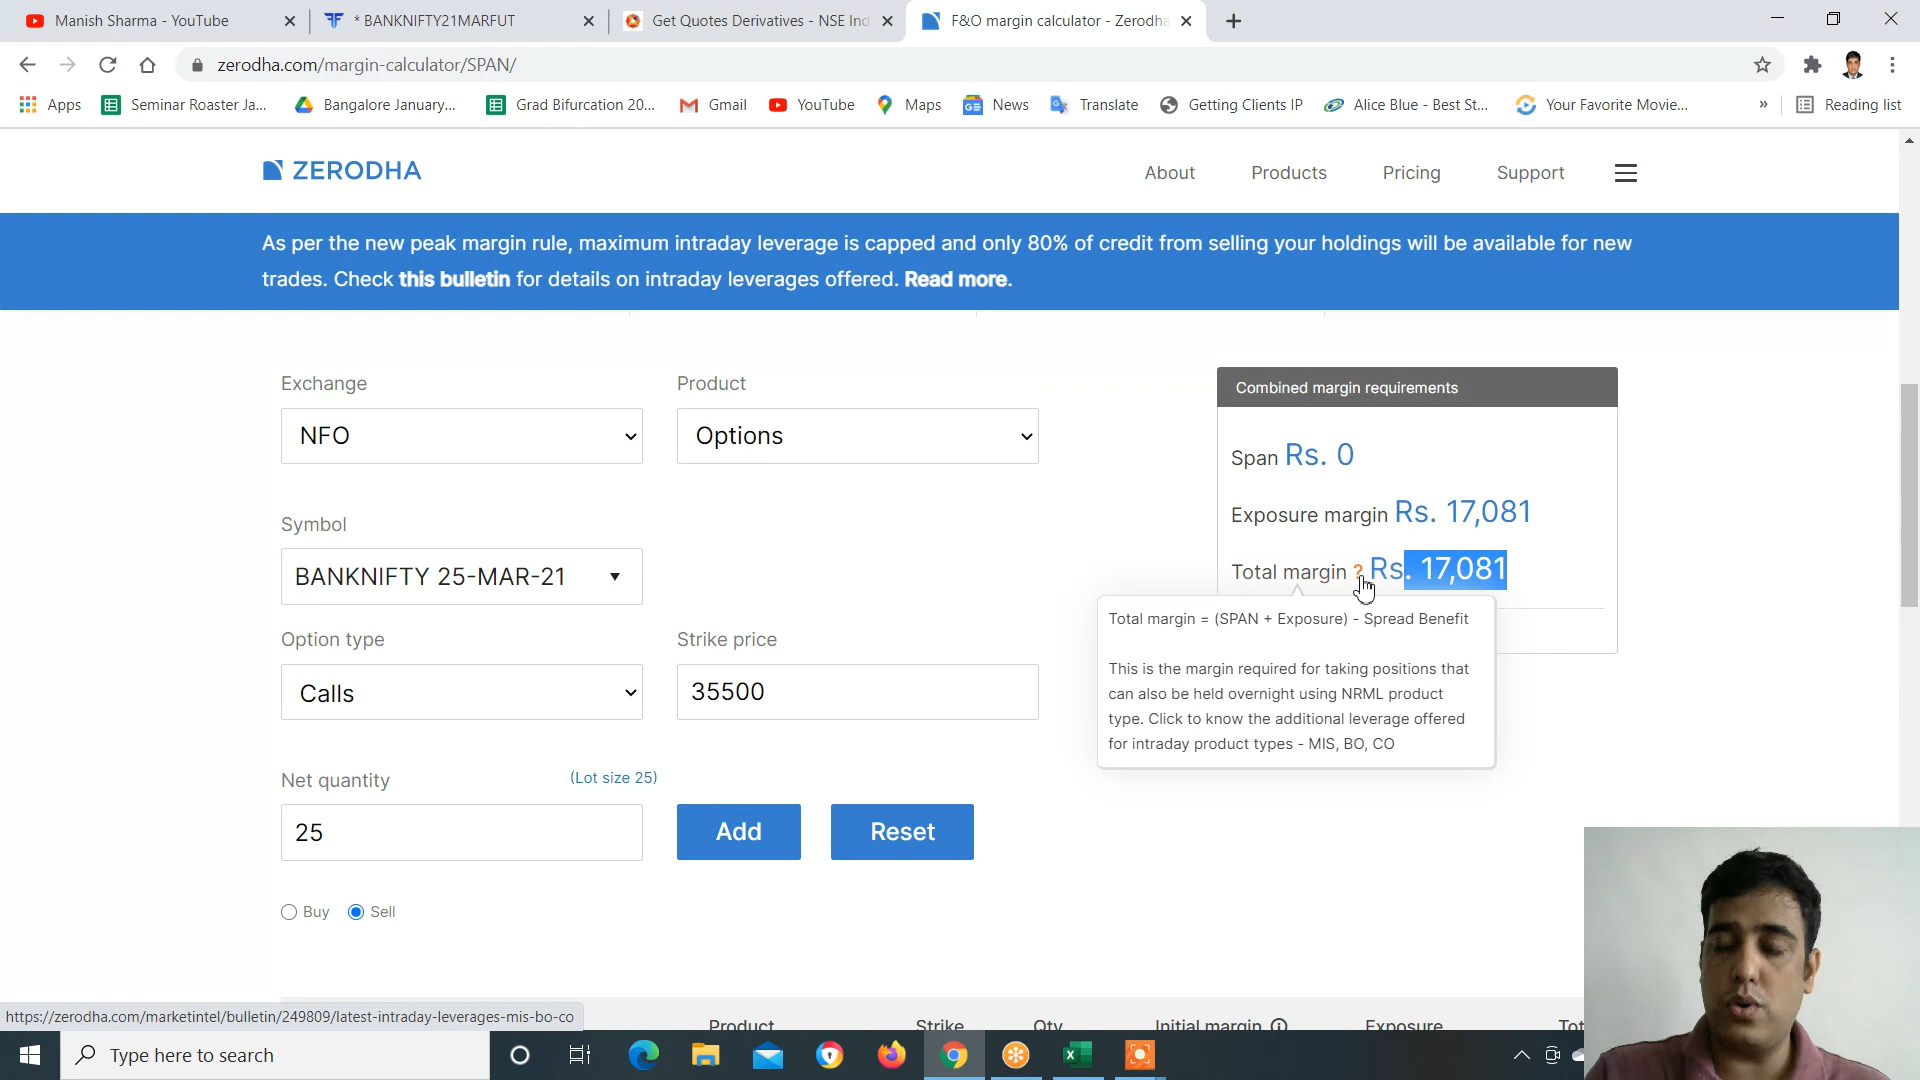 Manish Sharma - YouTube
* BANKNIFTY21MARFUT
Get Quotes Derivatives - NSE Ind
F&O margin calculator - Zerodha
zerodha.com/margin-calculator/SPAN/
Apps
Seminar Roaster Ja...
Bangalore January...
Grad Bifurcation 20...
Gmail
YouTube
Maps
News
Translate
Getting Clients IP
Alice Blue - Best St...
Your Favorite Movie...
»
Reading list
ZERODHA
About
Products
Pricing
Support
As per the new peak margin rule, maximum intraday leverage is capped and only 80% of credit from selling your holdings will be available for new
trades. Check this bulletin for details on intraday leverages offered. Read more.
Exchange
Product
NFO
Options
Symbol
BANKNIFTY 25-MAR-21
Option type
Strike price
Calls
35500
Net quantity
(Lot size 25)
25
Add
Reset
Buy
Sell
Combined margin requirements
Span Rs. 0
Exposure margin Rs. 17,081
Total margin ? Rs. 17,081
Total margin = (SPAN + Exposure) - Spread Benefit
This is the margin required for taking positions that
can also be held overnight using NRML product
type. Click to know the additional leverage offered
for intraday product types - MIS, BO, CO
https://zerodha.com/marketintel/bulletin/249809/latest-intraday-leverages-mis-bo-co
Product
Strike
Qty
Initial margin
Exposure
Type here to search